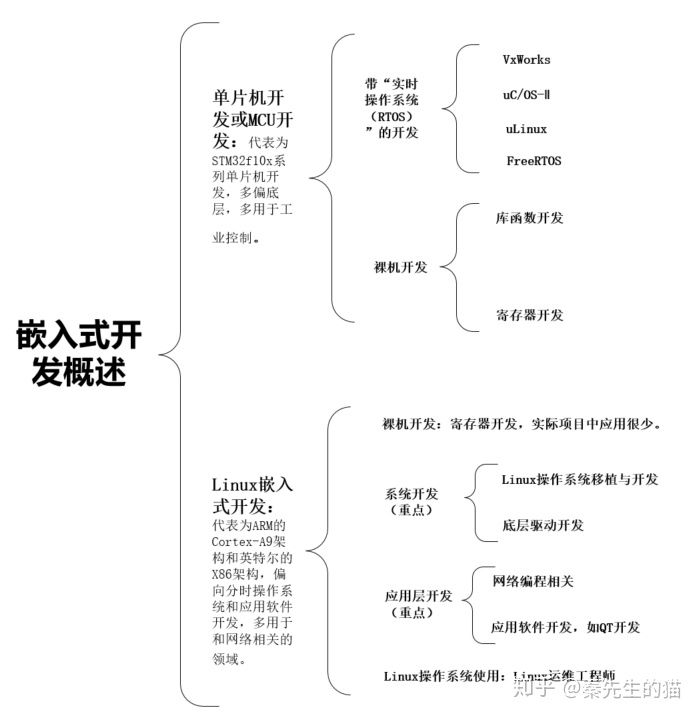 嵌入式开
发概述
单片机开
发或MCU开
发：代表为
STM32f10x系
列单片机开
发，多偏底
层，多用于工
业控制。
带“实时
操作系统
（RTOS）
”的开发
VxWorks
uC/OS-Ⅱ
uLinux
FreeRTOS
裸机开发
库函数开发
寄存器开发
Linux嵌入
式开发：
代表为ARM的
Cortex-A9架
构和英特尔的
X86架构，偏
向分时操作系
统和应用软件
开发，多用于
和网络相关的
领域。
裸机开发：寄存器开发，实际项目中应用很少。
系统开发
（重点）
Linux操作系统移植与开发
底层驱动开发
应用层开发
（重点）
网络编程相关
应用软件开发，如QT开发
Linux操作系统使用：Linux运维工程师
知乎 @秦先生的猫